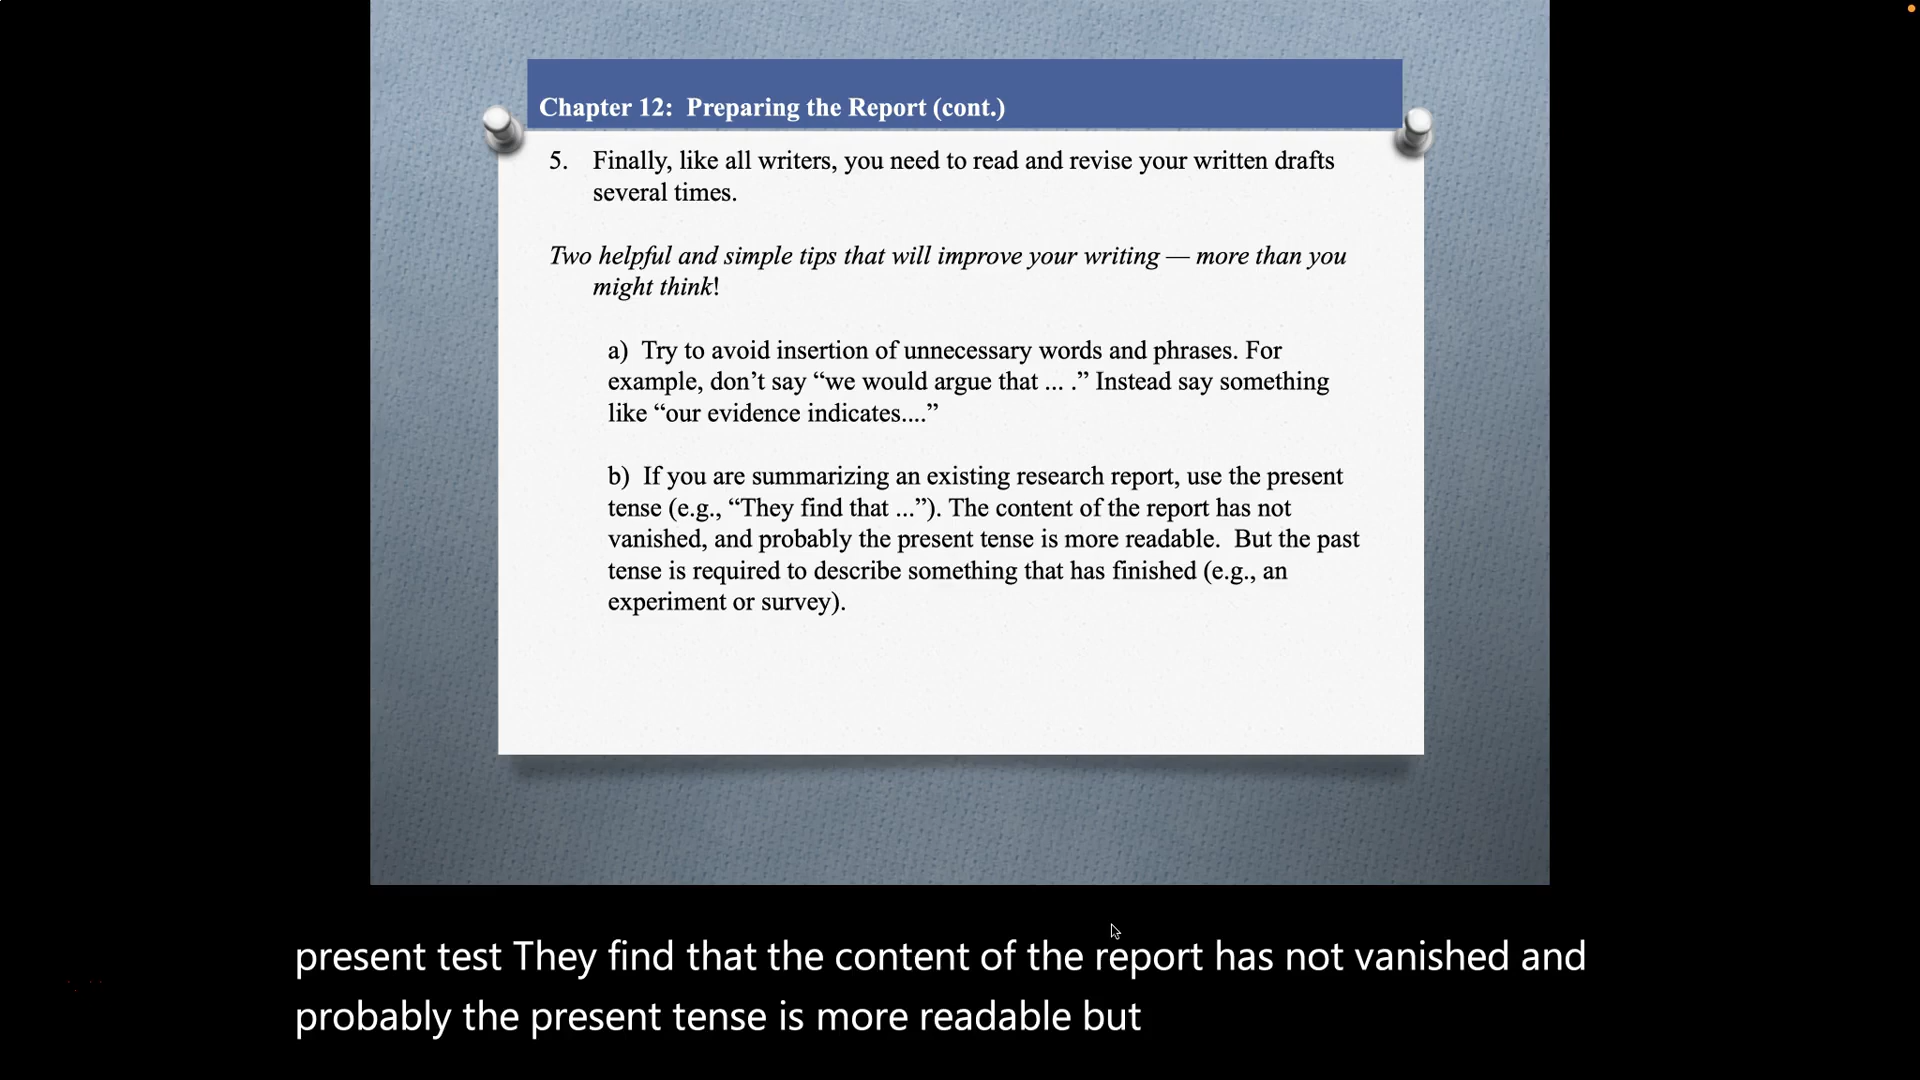 Chapter 12:  Preparing the Report (cont.)
5. Finally, like all writers, you need to read and revise your written drafts
several times.
Two helpful and simple tips that will improve your writing — more than you
might think!
a) Try to avoid insertion of unnecessary words and phrases. For
example, don’t say “we would argue that ... .” Instead say something
like “our evidence indicates....”
b) If you are summarizing an existing research report, use the present
tense (e.g., “They find that ...”). The content of the report has not
vanished, and probably the present tense is more readable.  But the past
tense is required to describe something that has finished (e.g., an
experiment or survey).
present test They find that the content of the report has not vanished and
probably the present tense is more readable but